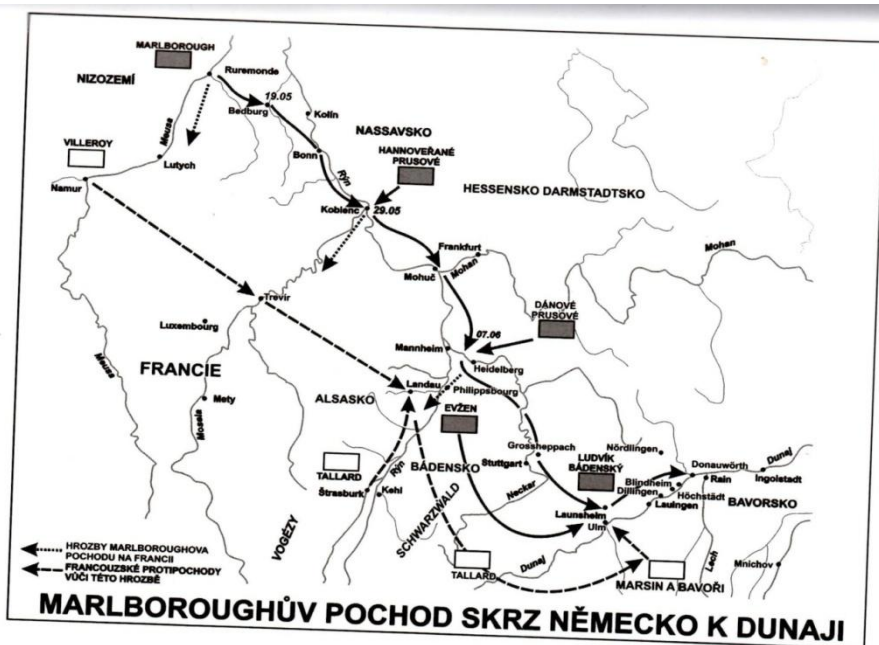 MARLBOROUGH
NIZOZEMÍ
Ruremonde
19.05
Bedburg
Kolín
Meusa
VILLEROY
Lutych
Namur
Bonn
Rýn
NASSAVSKO
HANNOVEŘANÉ
PRUSOVÉ
HESSENSKO DARMSTADTSKO
Koblenc
29.05
Frankfurt
Mohan
Mohuč
Mohan
Trevír
Luxembourg
FRANCIE
Meusa
Mety
Mosela
DÁNOVÉ
PRUSOVÉ
07.06
Mannheim
Heidelberg
Landau
Philippsbourg
ALSASKO
EVŽEN
TALLARD
Rýn
BÁDENSKO
Štrasburk
Kehl
VOGÉZY
SCHWARZWALD
Grosheppach
Stuttgart
Neckar
LUDVÍK
BÁDENSKÝ
Nördlingen
Donauwörth
Dunaj
Ingolstadt
Blindheim
Rain
Dillingen
Höchstädt
Lauingen
BAVORSKO
Launsheim
Ulm
TALLARD
Dunaj
MARSIN A BAVOŘI
Lech
Mnichov
HROZBY MARLBOROUGHOVA
POCHODU NA FRANCII
FRANCOUZSKÉ PROTIPOCHODY
VŮČI TÉTO HROZBĚ
MARLBOROUGHŮV POCHOD SKRZ NĚMECKO K DUNAJI